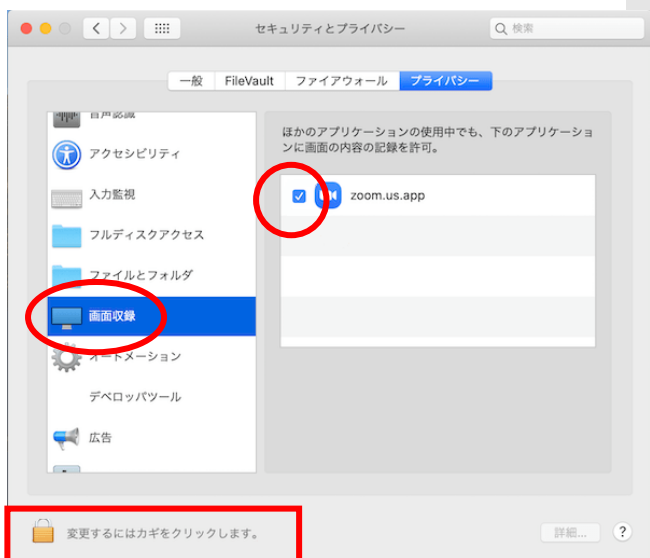 セキュリティとプライバシー
検索
一般 FileVault ファイアウォール プライバシー
音声認識
アクセシビリティ
入力監視
フルディスクアクセス
ファイルとフォルダ
画面収録
オートメーション
デベロッパツール
広告
ほかのアプリケーションの使用中でも、下のアプリケーショ
ンに画面の内容の記録を許可。
zoom.us.app
変更するにはカギをクリックします。
詳細...
?